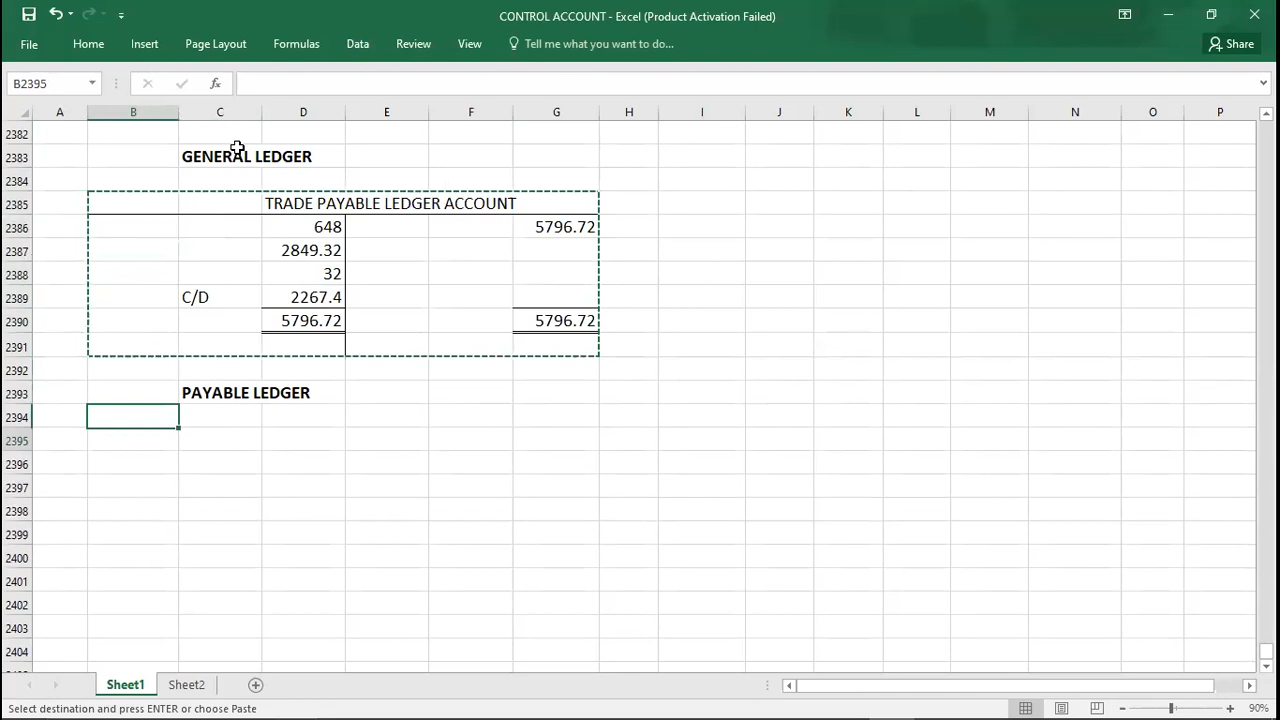 CONTROL ACCOUNT - Excel (Product Activation Failed)
File Home Insert Page Layout Formulas Data Review View Tell me what you want to do... Share
B2395 fx
A B C D E F G H I J K L M N O P
2382
2383 GENERAL LEDGER
2384
2385 TRADE PAYABLE LEDGER ACCOUNT
2386 648 5796.72
2387 2849.32
2388 32
2389 C/D 2267.4
2390 5796.72 5796.72
2391
2392
2393 PAYABLE LEDGER
2394
2395
2396
2397
2398
2399
2400
2401
2402
2403
2404
Sheet1 Sheet2
Select destination and press ENTER or choose Paste 90%